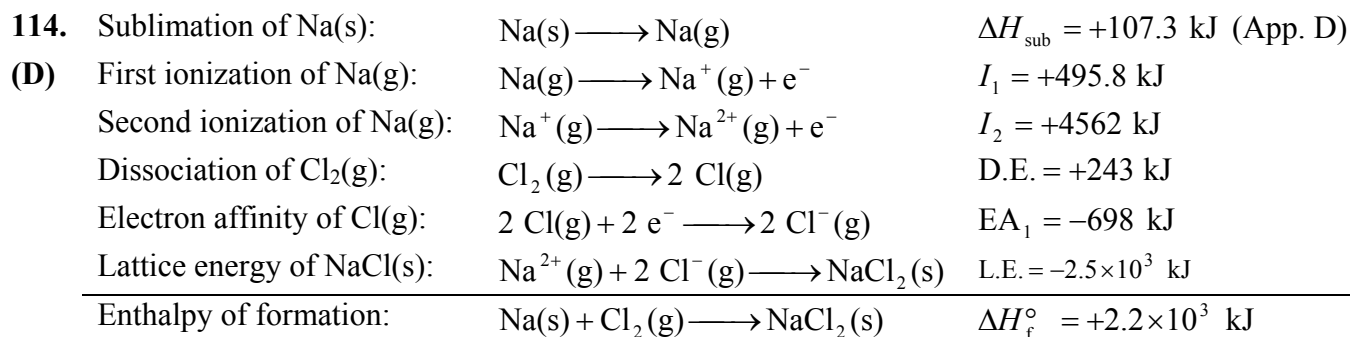 114. Sublimation of Na(s): Na(s) ⟶ Na(g) ΔH_sub = +107.3 kJ (App. D)
(D) First ionization of Na(g): Na(g) ⟶ Na⁺(g) + e⁻ I₁ = +495.8 kJ
Second ionization of Na(g): Na⁺(g) ⟶ Na²⁺(g) + e⁻ I₂ = +4562 kJ
Dissociation of Cl₂(g): Cl₂(g) ⟶ 2 Cl(g) D.E. = +243 kJ
Electron affinity of Cl(g): 2 Cl(g) + 2 e⁻ ⟶ 2 Cl⁻(g) EA₁ = −698 kJ
Lattice energy of NaCl(s): Na²⁺(g) + 2 Cl⁻(g) ⟶ NaCl₂(s) L.E. = −2.5×10³ kJ
Enthalpy of formation: Na(s) + Cl₂(g) ⟶ NaCl₂(s) ΔH_f° = +2.2×10³ kJ